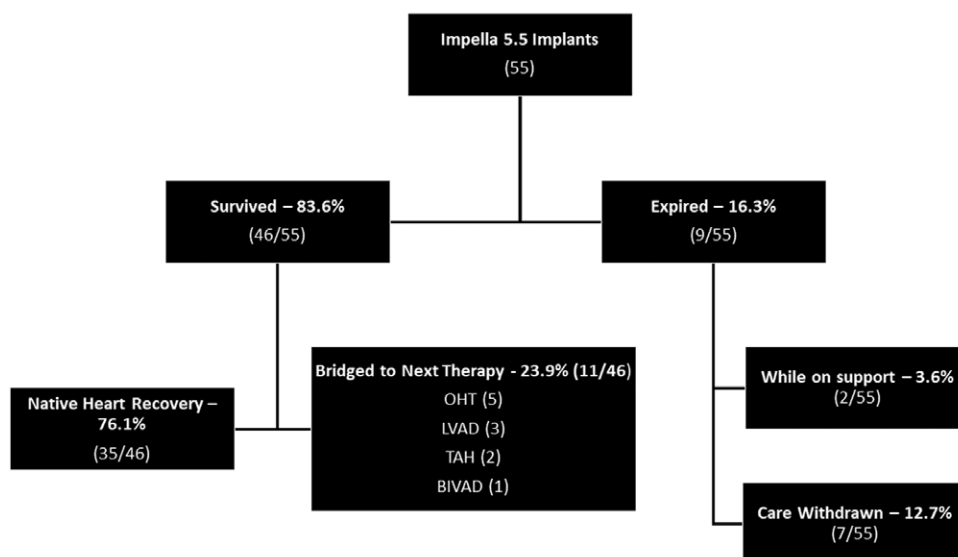 Impella 5.5 Implants
(55)
Survived – 83.6%
(46/55)
Expired – 16.3%
(9/55)
Native Heart Recovery –
76.1%
(35/46)
Bridged to Next Therapy - 23.9% (11/46)
OHT (5)
LVAD (3)
TAH (2)
BIVAD (1)
While on support – 3.6%
(2/55)
Care Withdrawn – 12.7%
(7/55)